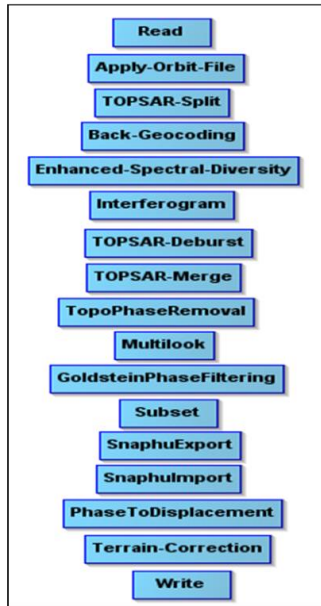 Read
Apply-Orbit-File
TOPSAR-Split
Back-Geocoding
Enhanced-Spectral-Diversity
Interferogram
TOPSAR-Deburst
TOPSAR-Merge
TopoPhaseRemoval
Multilook
GoldsteinPhaseFiltering
Subset
SnaphuExport
SnaphuImport
PhaseToDisplacement
Terrain-Correction
Write